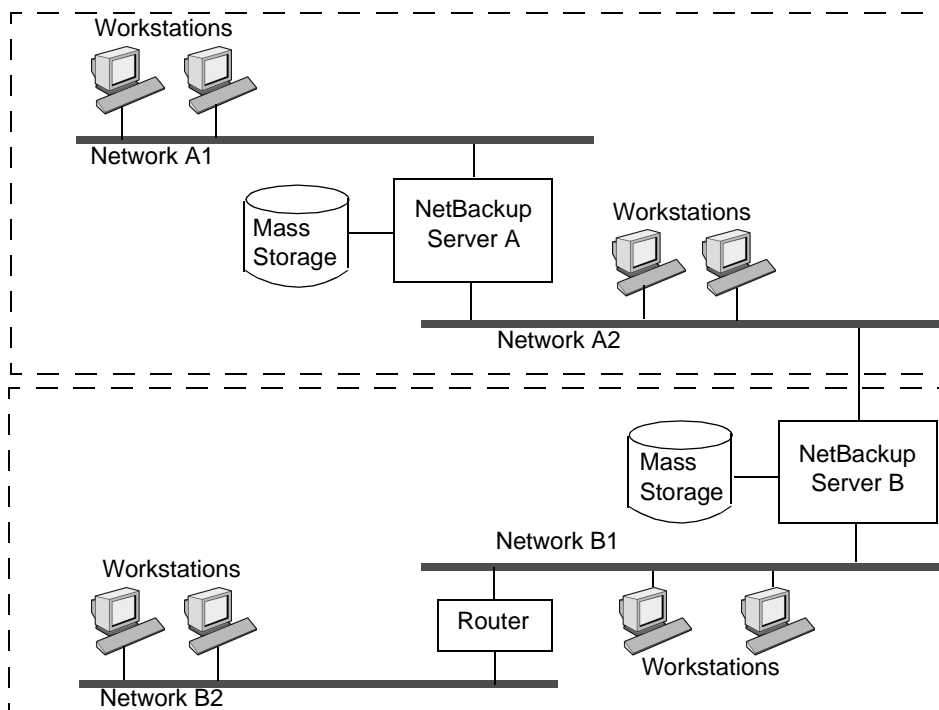 Workstations
Network A1
NetBackup
Server A
Mass
Storage
Workstations
Network A2
NetBackup
Server B
Mass
Storage
Network B1
Workstations
Router
Workstations
Network B2